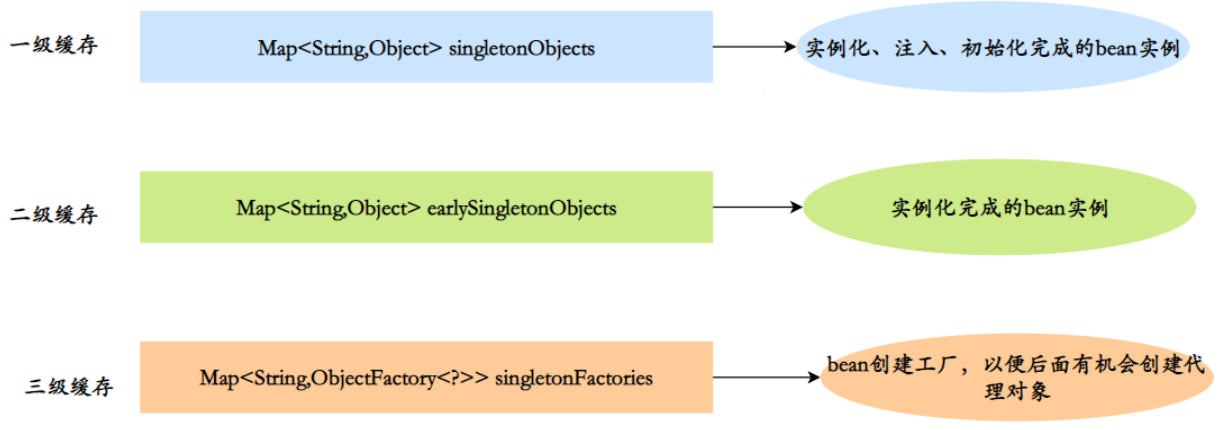 一级缓存
Map<String,Object> singletonObjects
实例化、注入、初始化完成的bean实例
二级缓存
Map<String,Object> earlySingletonObjects
实例化完成的bean实例
三级缓存
Map<String,ObjectFactory<?>> singletonFactories
bean创建工厂，以便后面有机会创建代
理对象